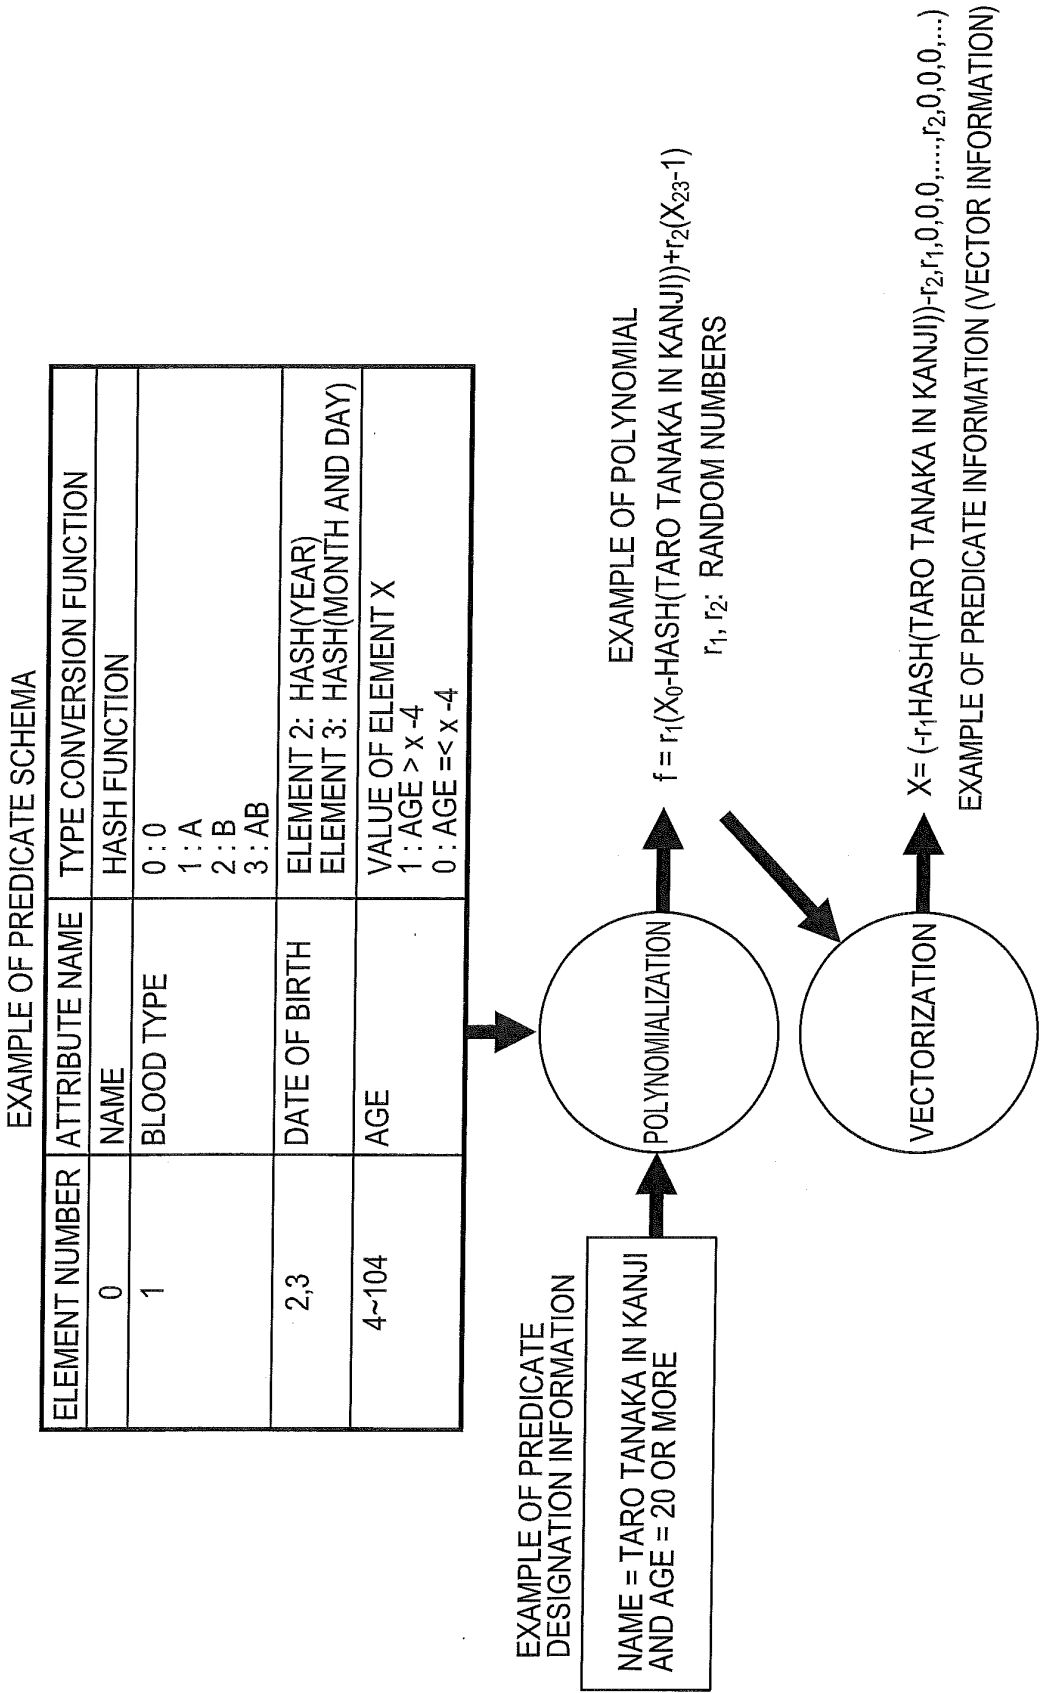 EXAMPLE OF PREDICATE SCHEMA
ELEMENT NUMBER ATTRIBUTE NAME TYPE CONVERSION FUNCTION
0 NAME HASH FUNCTION
1 BLOOD TYPE 0 : 0
1 : A
2 : B
3 : AB
2,3 DATE OF BIRTH ELEMENT 2: HASH(YEAR)
ELEMENT 3: HASH(MONTH AND DAY)
4~104 AGE VALUE OF ELEMENT X
1 : AGE > x -4
0 : AGE =< x -4
EXAMPLE OF PREDICATE
DESIGNATION INFORMATION
NAME = TARO TANAKA IN KANJI
AND AGE = 20 OR MORE
POLYNOMIALIZATION
EXAMPLE OF POLYNOMIAL
f = r₁(X₀-HASH(TARO TANAKA IN KANJI))+r₂(X₂₃-1)
r₁, r₂: RANDOM NUMBERS
VECTORIZATION
X= (-r₁HASH(TARO TANAKA IN KANJI))-r₂,r₁,0,0,0,...,r₂,0,0,0,...)
EXAMPLE OF PREDICATE INFORMATION (VECTOR INFORMATION)